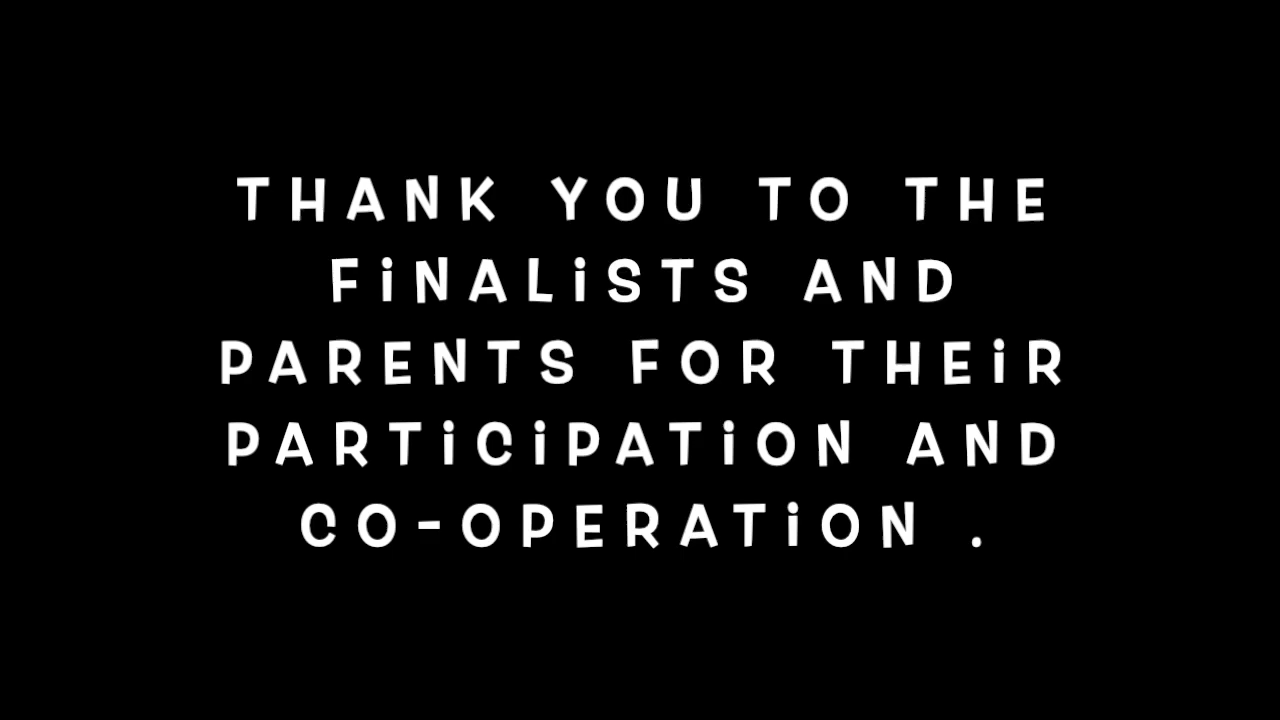 THANK YOU TO THE
FiNALiSTS AND
PARENTS FOR THEiR
PARTiCiPATiON AND
CO-OPERATiON .